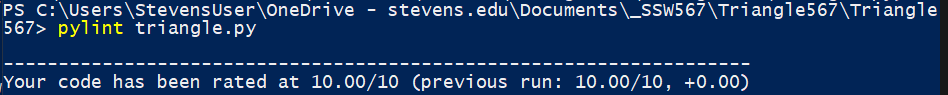 PS C:\Users\StevensUser\OneDrive - stevens.edu\Documents\_SSW567\Triangle567\Triangle
567> pylint triangle.py
--------------------------------------------------------------------
Your code has been rated at 10.00/10 (previous run: 10.00/10, +0.00)